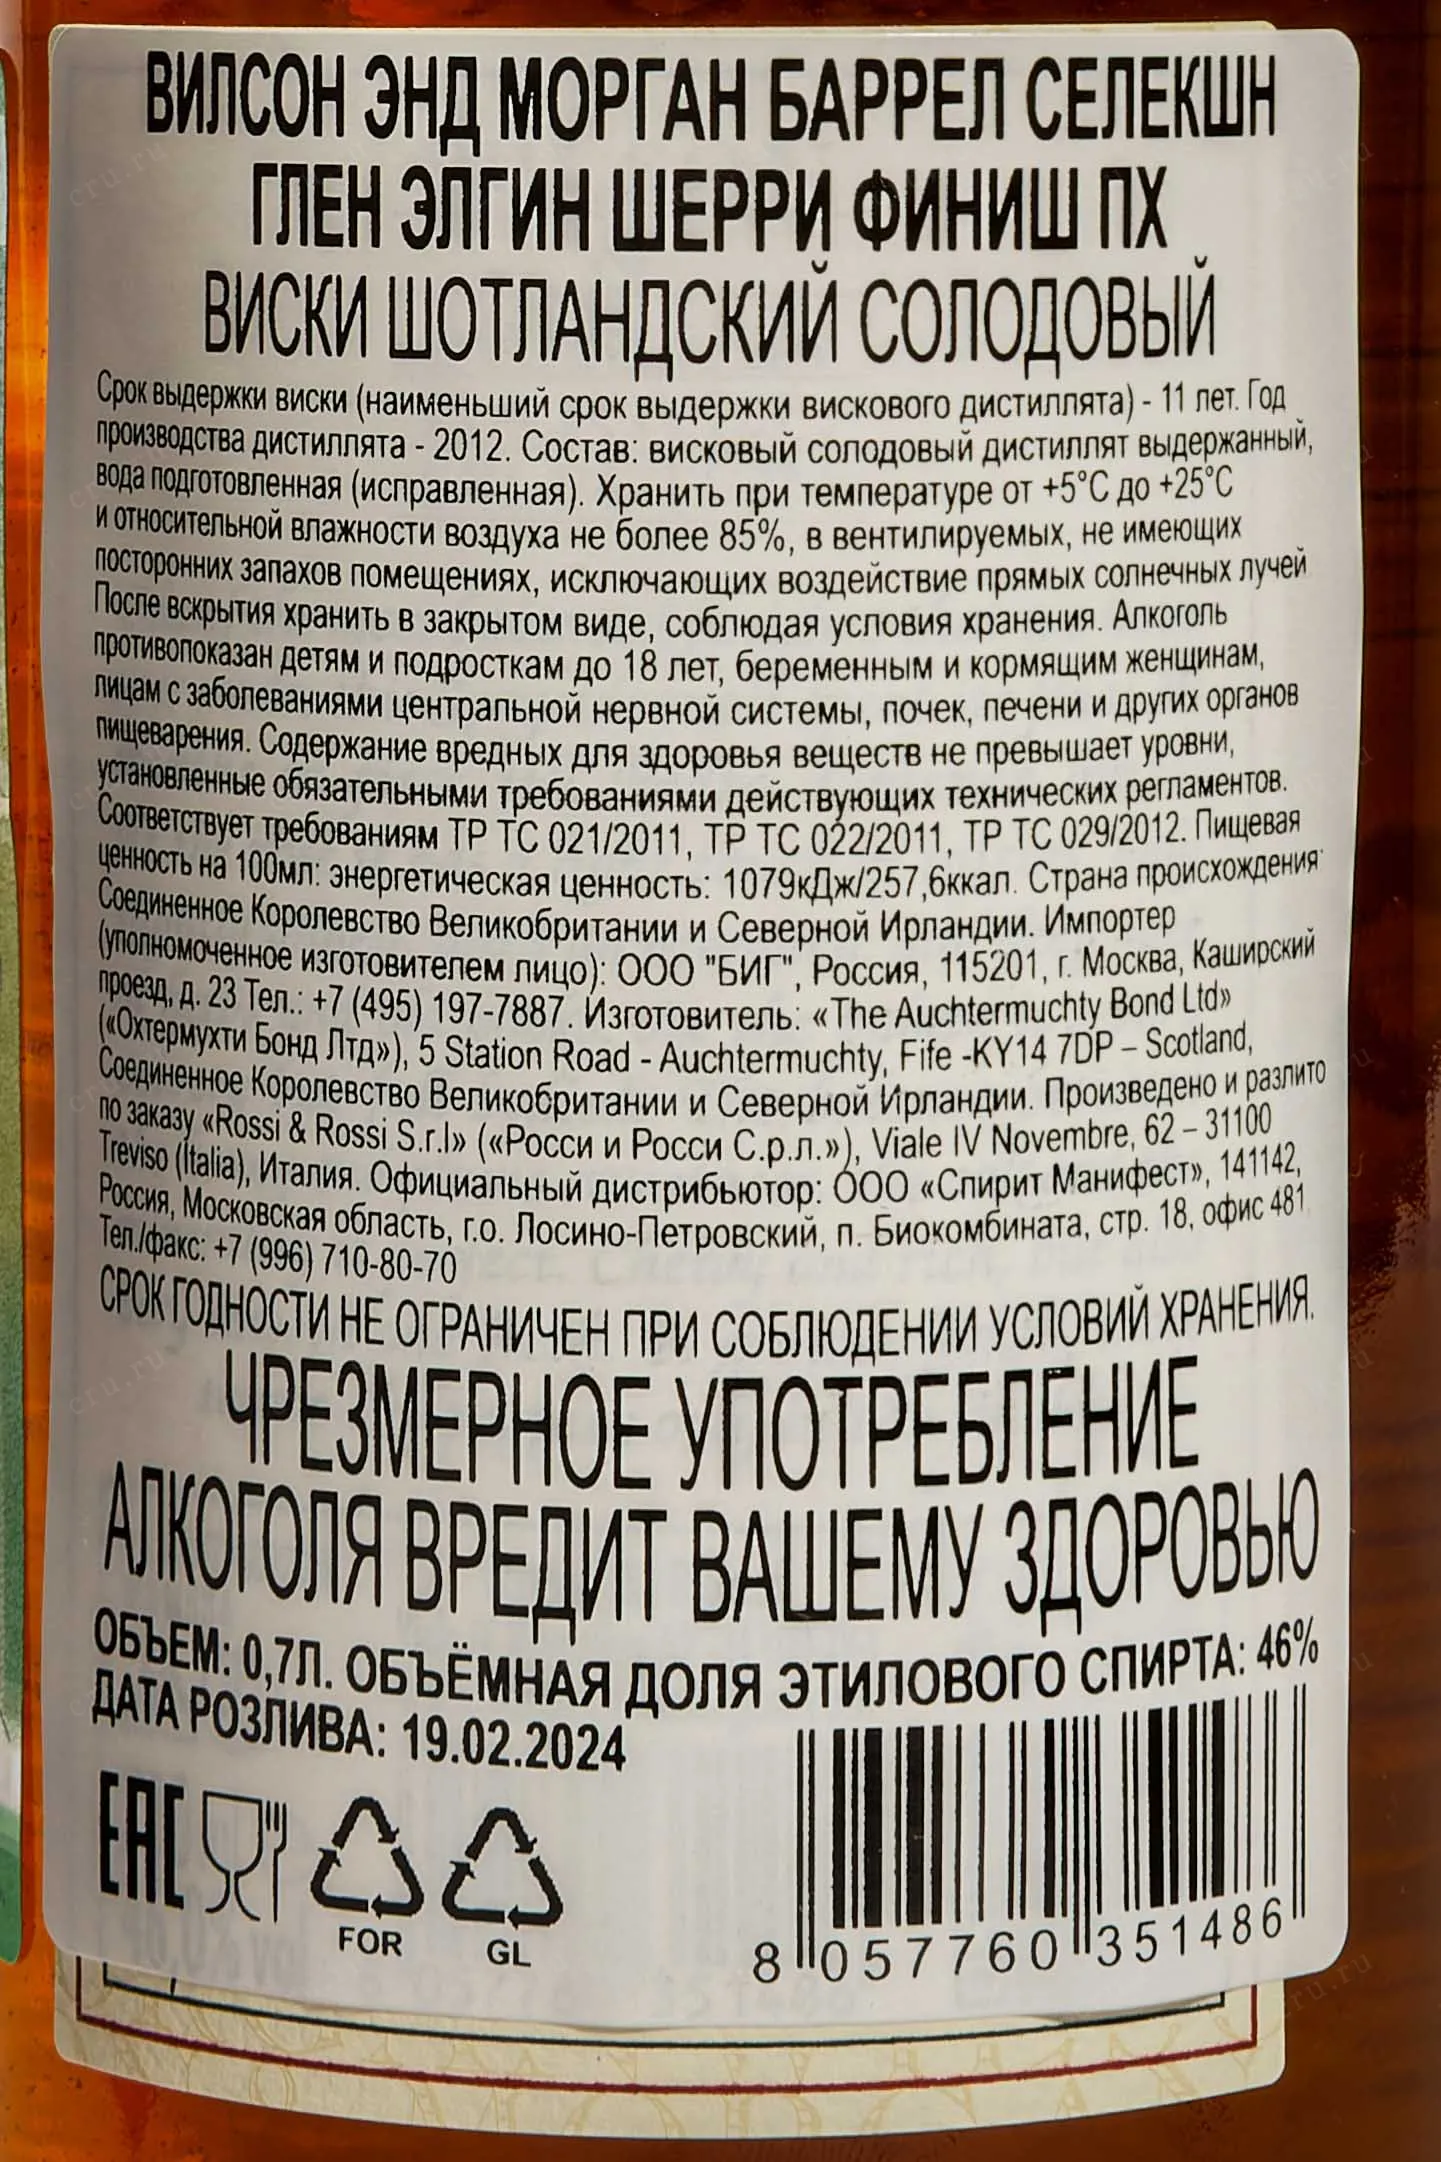 ВИЛСОН ЭНД МОРГАН БАРРЕЛ СЕЛЕКШН
ГЛЕН ЭЛГИН ШЕРРИ ФИНИШ ПХ
ВИСКИ ШОТЛАНДСКИЙ СОЛОДОВЫЙ
Срок выдержки виски (наименьший срок выдержки вискового дистиллята) - 11 лет. Год
производства дистиллята - 2012. Состав: висковый солодовый дистиллят выдержанный,
вода подготовленная (исправленная). Хранить при температуре от +5°С до +25°С
и относительной влажности воздуха не более 85%, в вентилируемых, не имеющих
посторонних запахов помещениях, исключающих воздействие прямых солнечных лучей
После вскрытия хранить в закрытом виде, соблюдая условия хранения. Алкоголь
противопоказан детям и подросткам до 18 лет, беременным и кормящим женщинам,
лицам с заболеваниями центральной нервной системы, почек, печени и других органов
пищеварения. Содержание вредных для здоровья веществ не превышает уровни,
установленные обязательными требованиями действующих технических регламентов.
Соответствует требованиям ТР ТС 021/2011, ТР ТС 022/2011, ТР ТС 029/2012. Пищевая
ценность на 100мл: энергетическая ценность: 1079кДж/257,6ккал. Страна происхождения
Соединенное Королевство Великобритании и Северной Ирландии. Импортер
(уполномоченное изготовителем лицо): ООО "БИГ", Россия, 115201, г. Москва, Каширский
проезд, д. 23 Тел.: +7 (495) 197-7887. Изготовитель: «The Auchtermuchty Bond Ltd»
(«Охтермухти Бонд Лтд»), 5 Station Road - Auchtermuchty, Fife -KY14 7DP – Scotland,
Соединенное Королевство Великобритании и Северной Ирландии. Произведено и разлито
по заказу «Rossi & Rossi S.r.l» («Росси и Росси С.р.л.»), Viale IV Novembre, 62 – 31100
Treviso (Italia), Италия. Официальный дистрибьютор: ООО «Спирит Манифест», 141142,
Россия, Московская область, г.о. Лосино-Петровский, п. Биокомбината, стр. 18, офис 481
Тел./факс: +7 (996) 710-80-70
СРОК ГОДНОСТИ НЕ ОГРАНИЧЕН ПРИ СОБЛЮДЕНИИ УСЛОВИЙ ХРАНЕНИЯ.
ЧРЕЗМЕРНОЕ УПОТРЕБЛЕНИЕ
АЛКОГОЛЯ ВРЕДИТ ВАШЕМУ ЗДОРОВЬЮ
ОБЪЕМ: 0,7Л. ОБЪЁМНАЯ ДОЛЯ ЭТИЛОВОГО СПИРТА: 46%
ДАТА РОЗЛИВА: 19.02.2024
EAC
FOR
GL
8 057760 351486
cru.ru